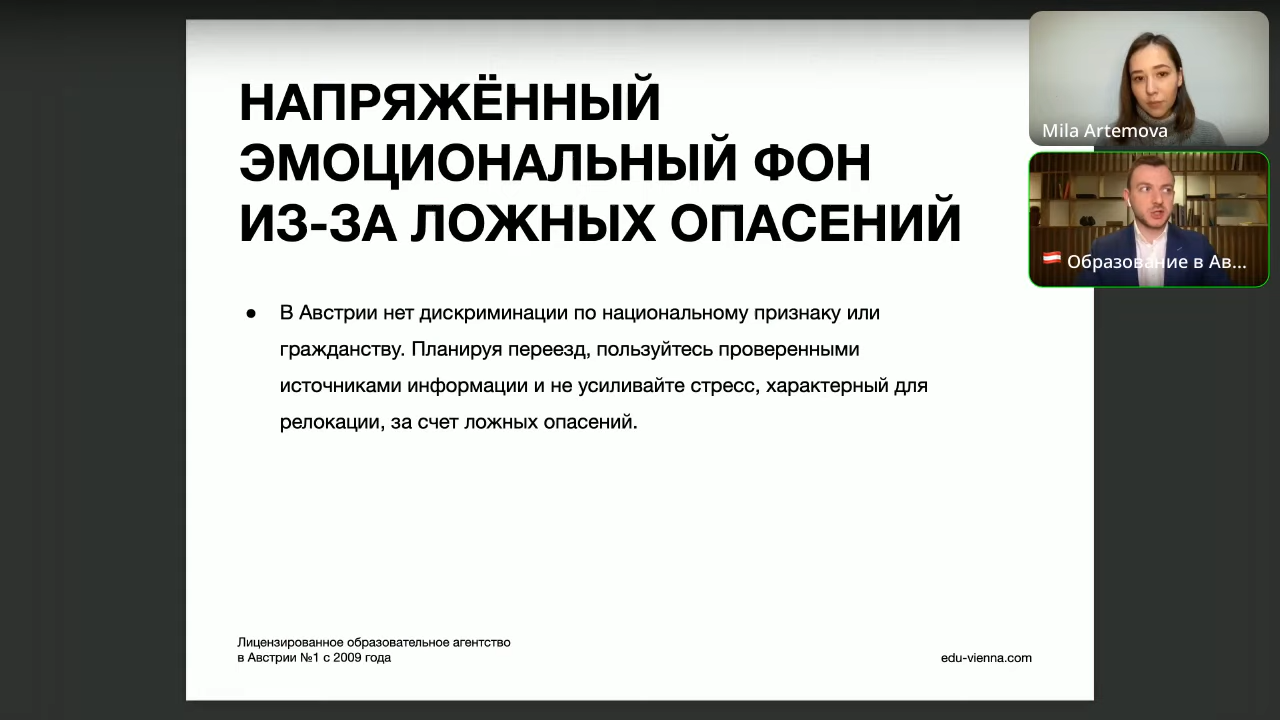 НАПРЯЖЁННЫЙ
ЭМОЦИОНАЛЬНЫЙ ФОН
ИЗ-ЗА ЛОЖНЫХ ОПАСЕНИЙ
● В Австрии нет дискриминации по национальному признаку или
гражданству. Планируя переезд, пользуйтесь проверенными
источниками информации и не усиливайте стресс, характерный для
релокации, за счет ложных опасений.
Лицензированное образовательное агентство
в Австрии №1 с 2009 года
edu-vienna.com
Mila Artemova
Образование в Ав...